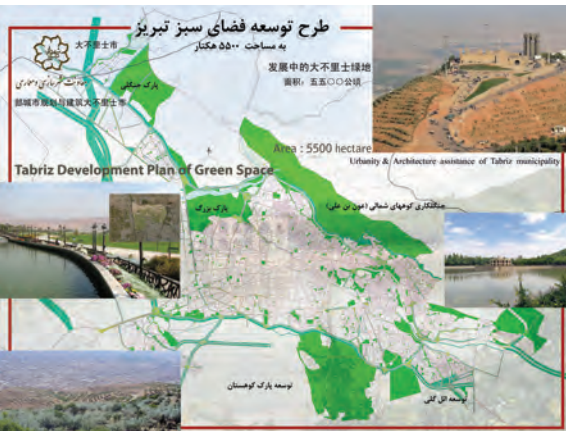 طرح توسعه فضای سبز تبریز
به مساحت ۵۵۰۰ هکتار
大不里士市
发展中的大不里士绿地
面积：五五〇〇公顷
معاونت شهرسازی و معماری
部城市规划与建筑大不里士市
پارک جنگلی
Area : 5500 hectare
Urbanity & Architecture assistance of Tabriz municipality
Tabriz Development Plan of Green Space
پارک بزرگ
جنگلکاری کوههای شمالی (عون بن علی)
توسعه پارک کوهستان
توسعه ائل گلی